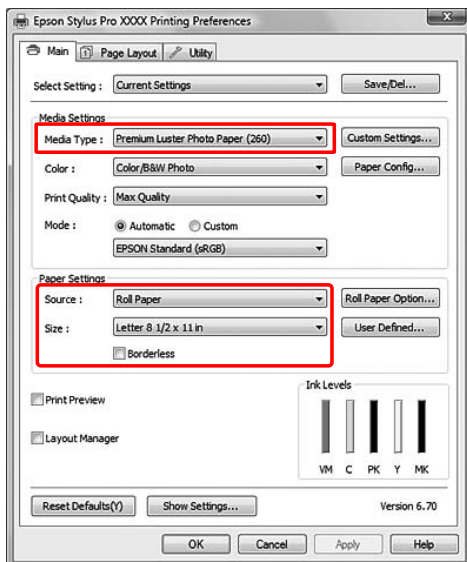 Epson Stylus Pro XXXX Printing Preferences
Main Page Layout Utility
Select Setting : Current Settings Save/Del...
Media Settings
Media Type : Premium Luster Photo Paper (260) Custom Settings...
Color : Color/B&W Photo Paper Config...
Print Quality : Max Quality
Mode : Automatic Custom
EPSON Standard (sRGB)
Paper Settings
Source : Roll Paper Roll Paper Option...
Size : Letter 8 1/2 x 11 in User Defined...
Borderless
Print Preview
Ink Levels
Layout Manager
VM C PK Y MK
Reset Defaults(Y) Show Settings... Version 6.70
OK Cancel Apply Help